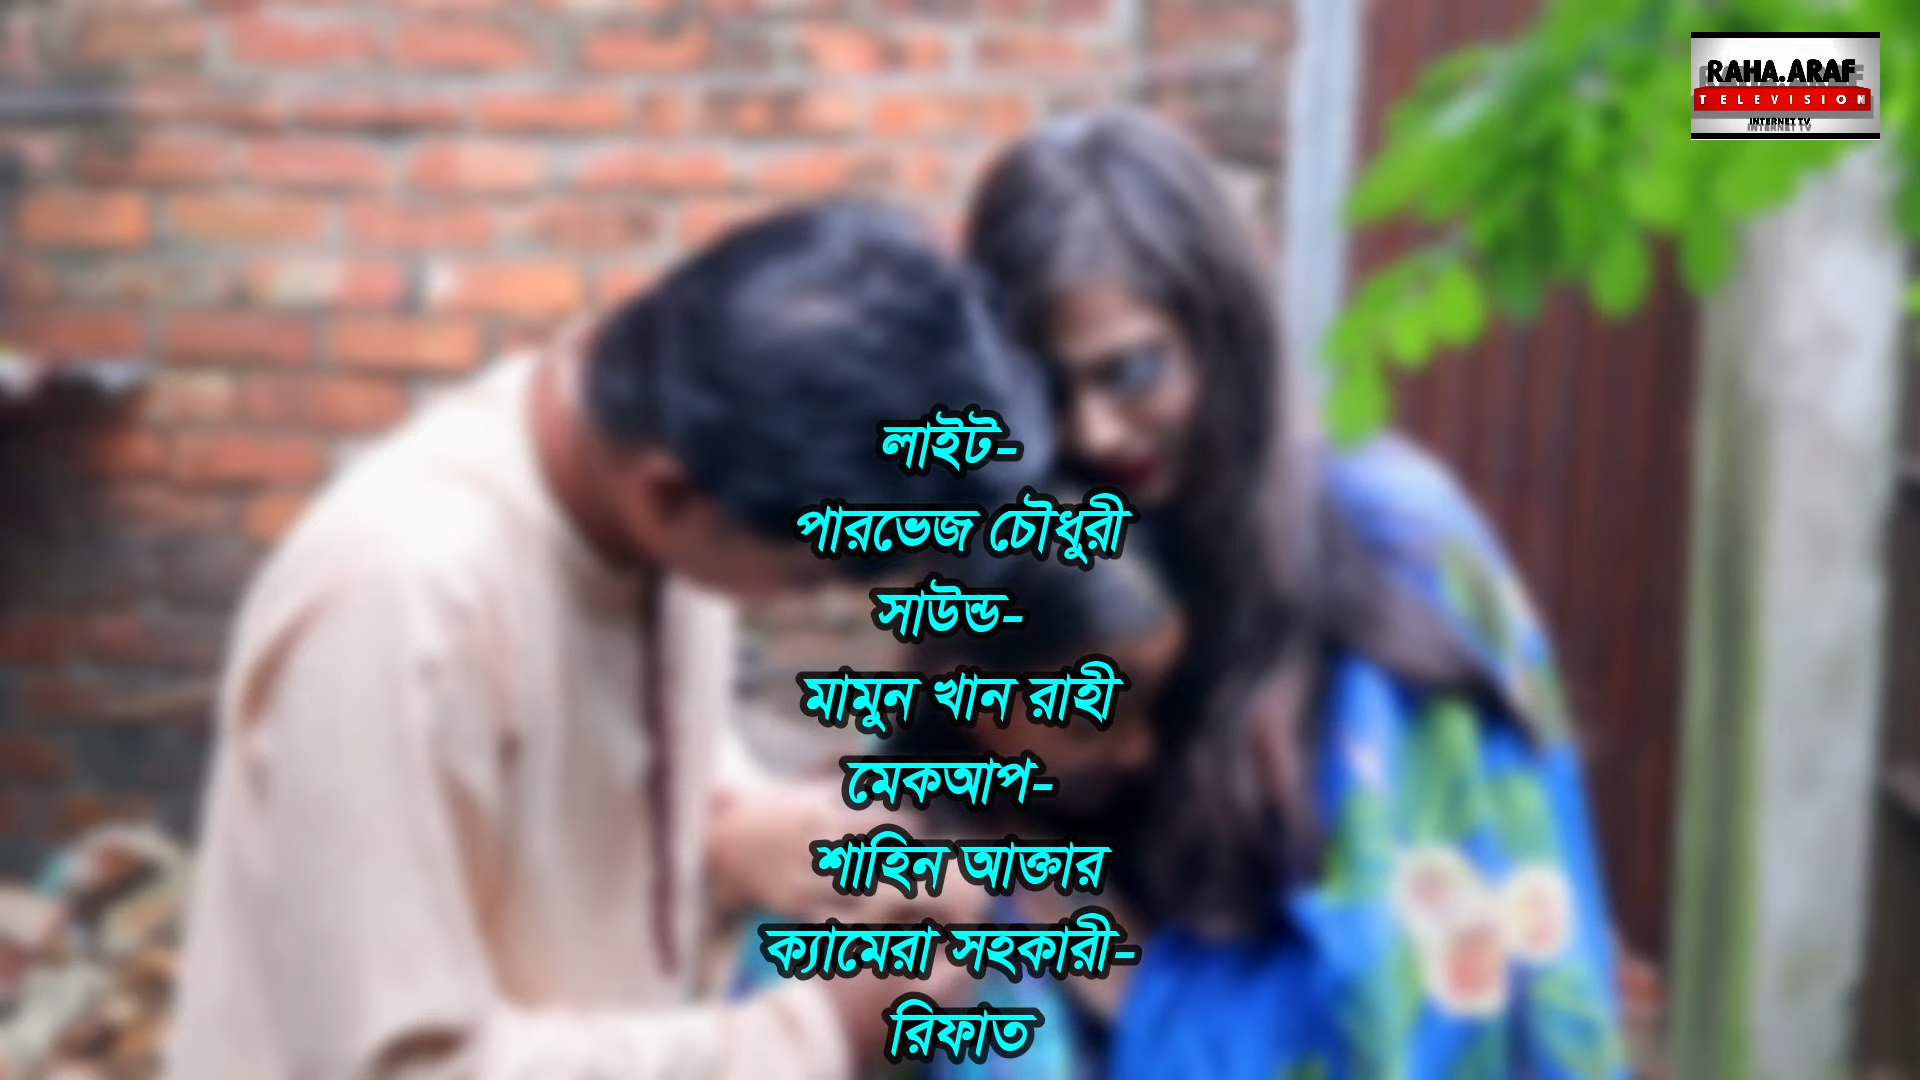 RAHA.ARAF
TELEVISION
INTERNET TV
লাইট-
পারভেজ চৌধুরী
সাউন্ড-
মামুন খান রাহী
মেকআপ-
শাহিন আক্তার
ক্যামেরা সহকারী-
রিফাত